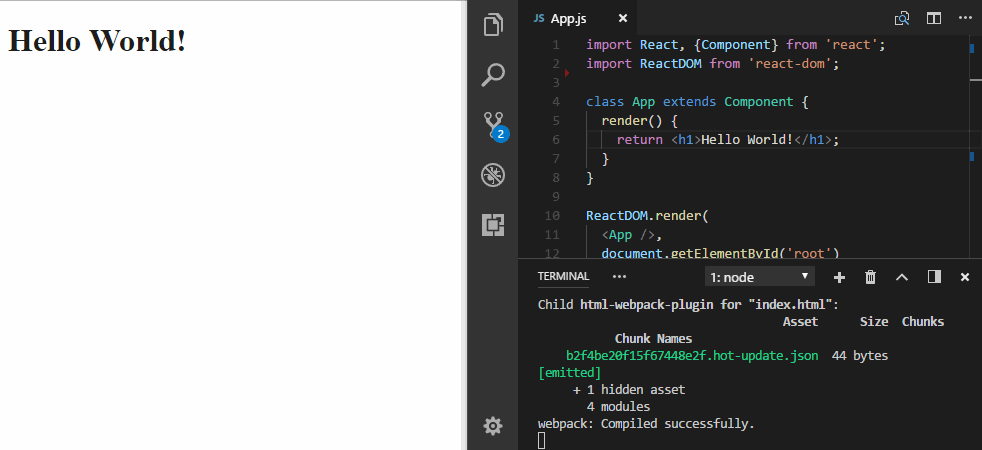 Hello World!
JS App.js
1 import React, {Component} from 'react';
2 import ReactDOM from 'react-dom';
3
4 class App extends Component {
5 render() {
6 return <h1>Hello World!</h1>;
7 }
8 }
9
10 ReactDOM.render(
11 <App />,
12 document.getElementById('root')
2
TERMINAL ••• 1: node
Child html-webpack-plugin for "index.html":
Asset Size Chunks
Chunk Names
b2f4be20f15f67448e2f.hot-update.json 44 bytes
[emitted]
+ 1 hidden asset
4 modules
webpack: Compiled successfully.